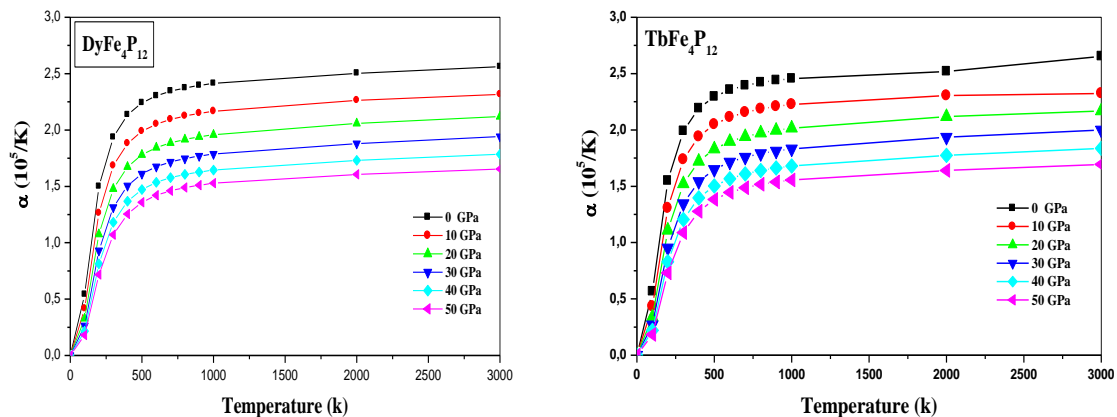 DyFe4P12
3,0
2,5
2,0
1,5
1,0
0,5
0,0
α (10^5/K)
0 GPa
10 GPa
20 GPa
30 GPa
40 GPa
50 GPa
0 500 1000 1500 2000 2500 3000
Temperature (k)
TbFe4P12
3,0
2,5
2,0
1,5
1,0
0,5
0,0
α (10^5/K)
0 GPa
10 GPa
20 GPa
30 GPa
40 GPa
50 GPa
0 500 1000 1500 2000 2500 3000
Temperature (k)